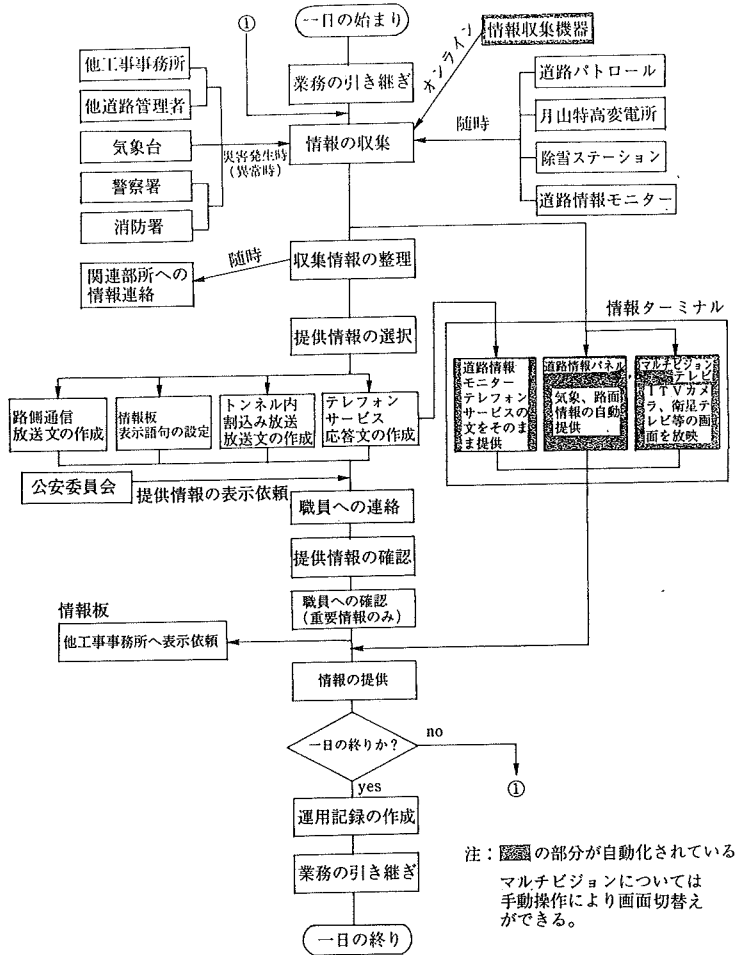 ①
一日の始まり
情報収集機器
オンライン
業務の引き継ぎ
他工事事務所
他道路管理者
気象台
警察署
消防署
災害発生時
(異常時)
情報の収集
随時
道路パトロール
月山特高変電所
除雪ステーション
道路情報モニター
随時
関連部所への
情報連絡
収集情報の整理
提供情報の選択
情報ターミナル
路側通信
放送文の作成
情報板
表示語句の設定
トンネル内
割込み放送
放送文の作成
テレフォン
サービス
応答文の作成
道路情報
モニター
テレフォン
サービスの
文をそのま
ま提供
道路情報パネル
気象、路面
情報の自動
提供
マルチビジョン
テレビ
ITVカメ
ラ、衛星テ
レビ等の画
面を放映
公安委員会
提供情報の表示依頼
職員への連絡
提供情報の確認
職員への確認
(重要情報のみ)
情報板
他工事事務所へ表示依頼
情報の提供
一日の終りか?
no
①
yes
運用記録の作成
業務の引き継ぎ
一日の終り
注:の部分が自動化されている
マルチビジョンについては
手動操作により画面切替え
ができる。